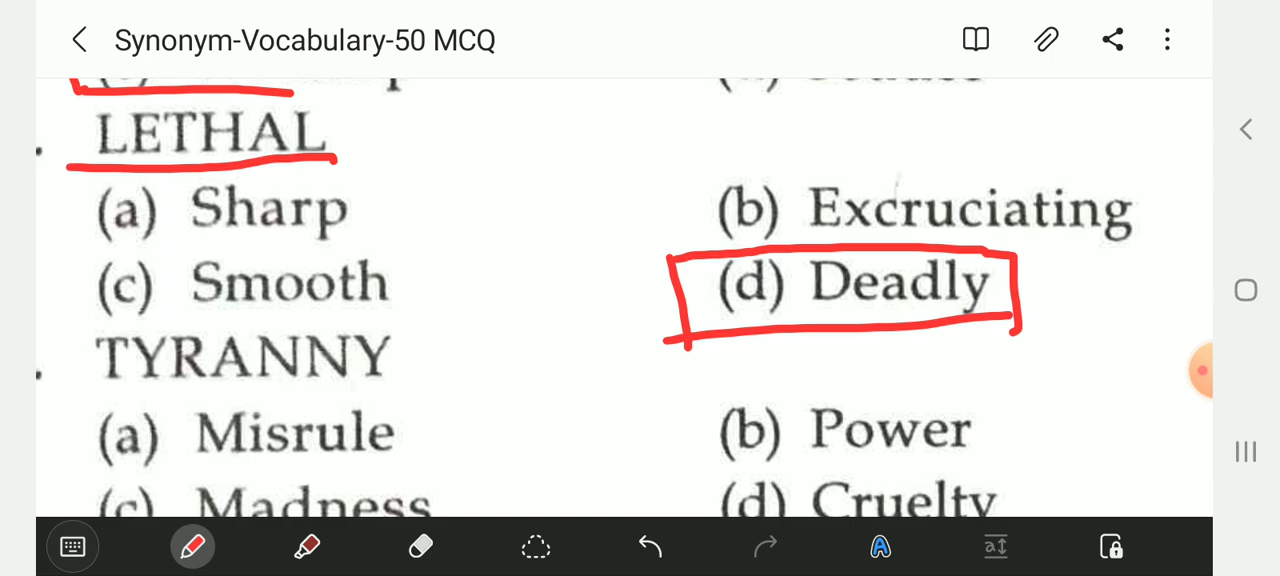 Synonym-Vocabulary-50 MCQ
LETHAL
(a) Sharp (b) Excruciating
(c) Smooth (d) Deadly
TYRANNY
(a) Misrule (b) Power
(c) Madness (d) Cruelty